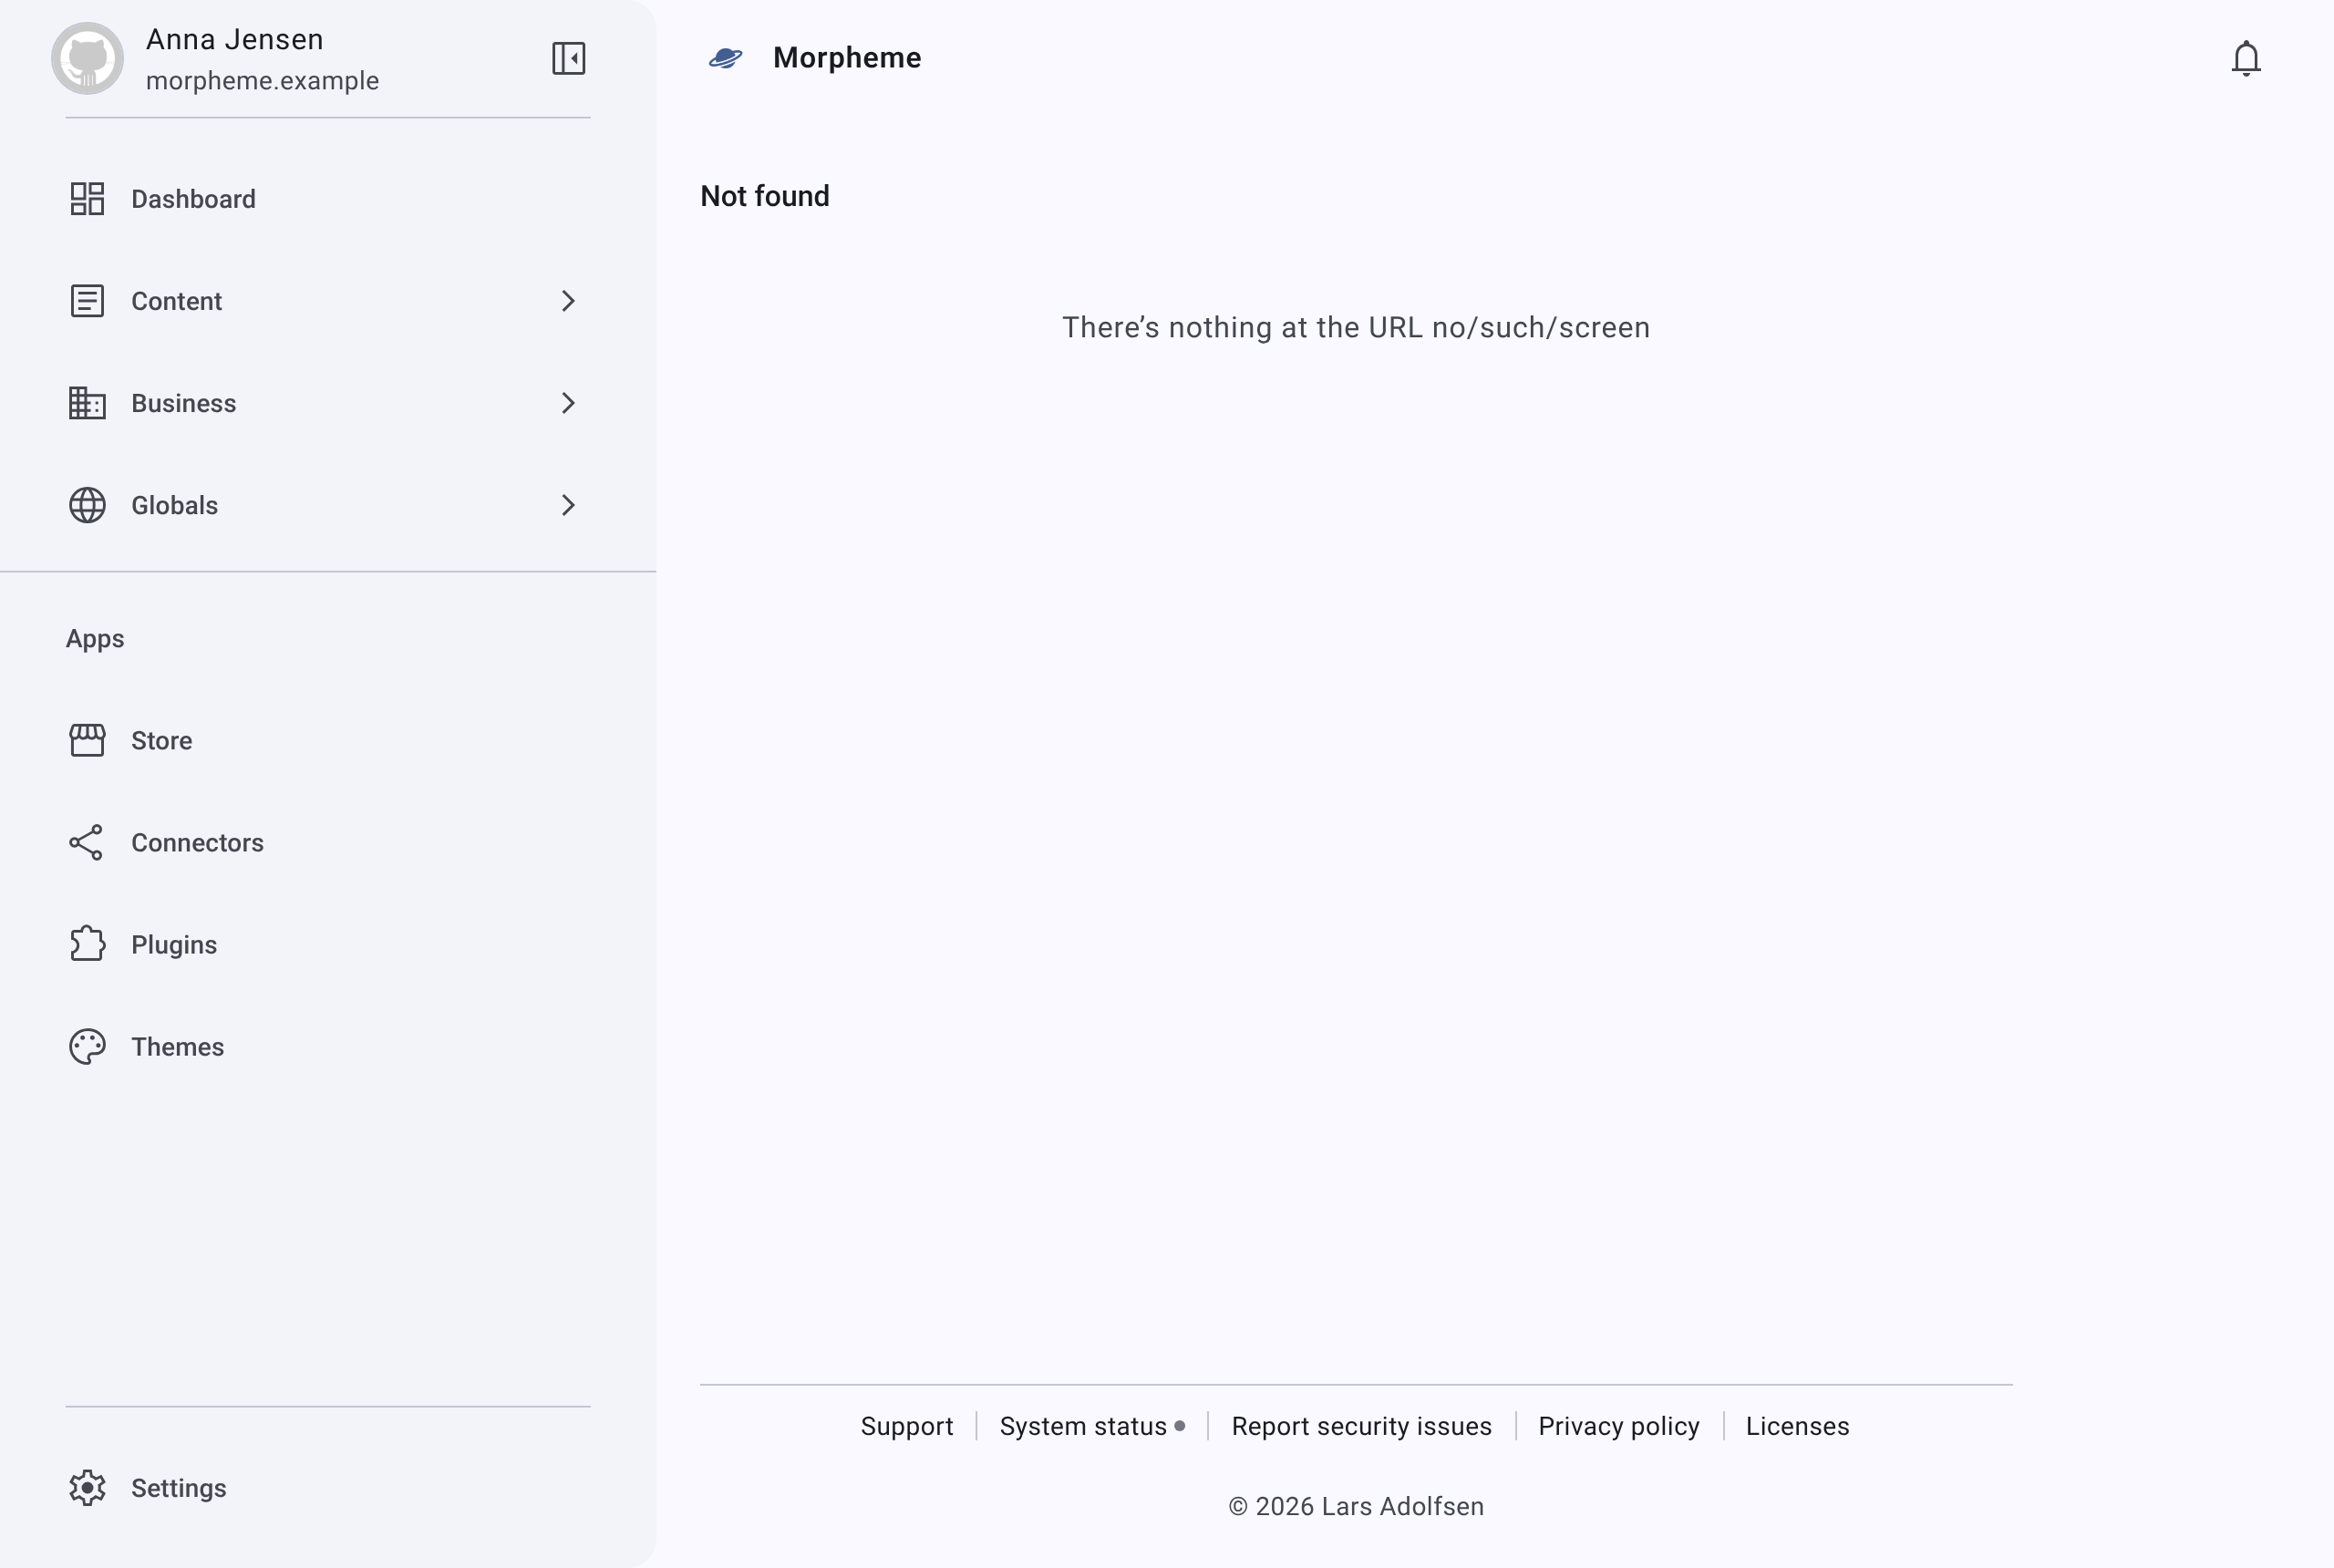 Anna Jensen
morpheme.example
Dashboard
Content
Business
Globals
Apps
Store
Connectors
Plugins
Themes
Settings
Morpheme
Not found
There’s nothing at the URL no/such/screen
Support
System status
Report security issues
Privacy policy
Licenses
© 2026 Lars Adolfsen